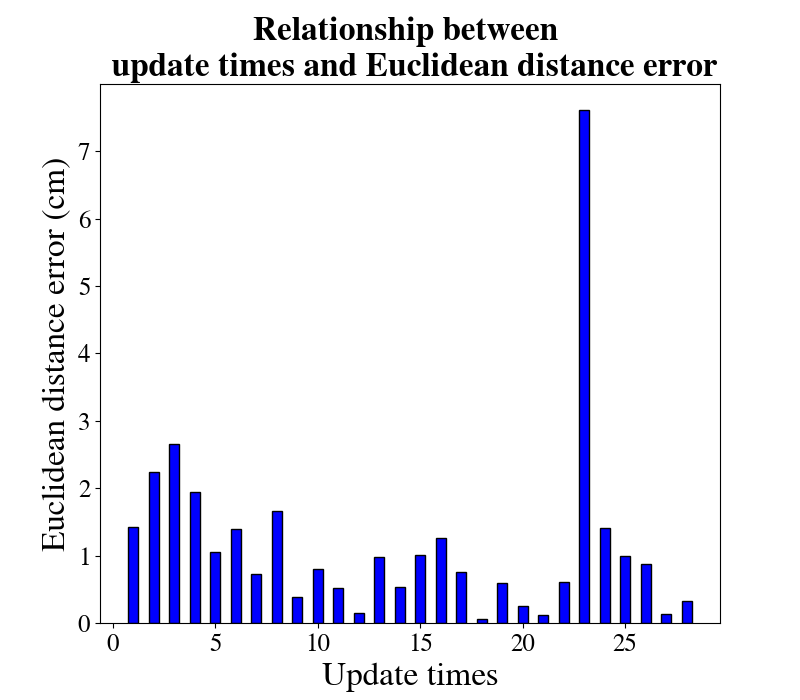 Relationship between
update times and Euclidean distance error
Euclidean distance error (cm)
7
6
5
4
3
2
1
0
0 5 10 15 20 25
Update times